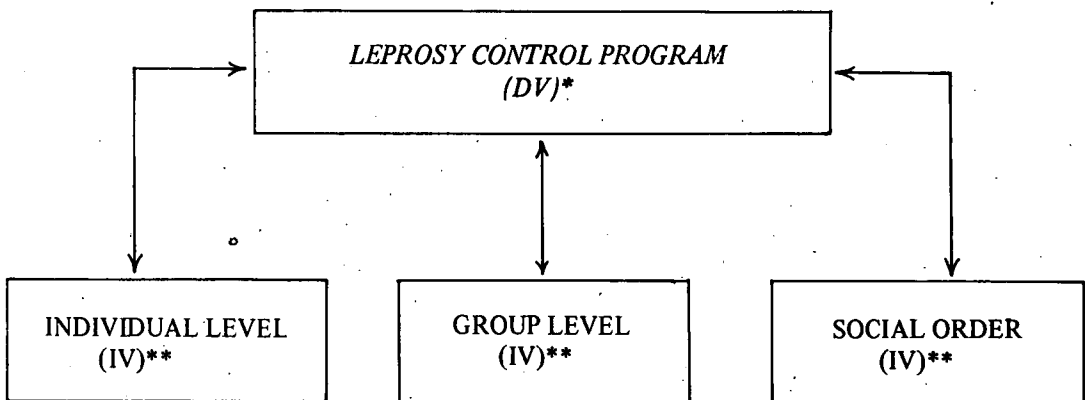 LEPROSY CONTROL PROGRAM
(DV)*
INDIVIDUAL LEVEL
(IV)**
GROUP LEVEL
(IV)**
SOCIAL ORDER
(IV)**